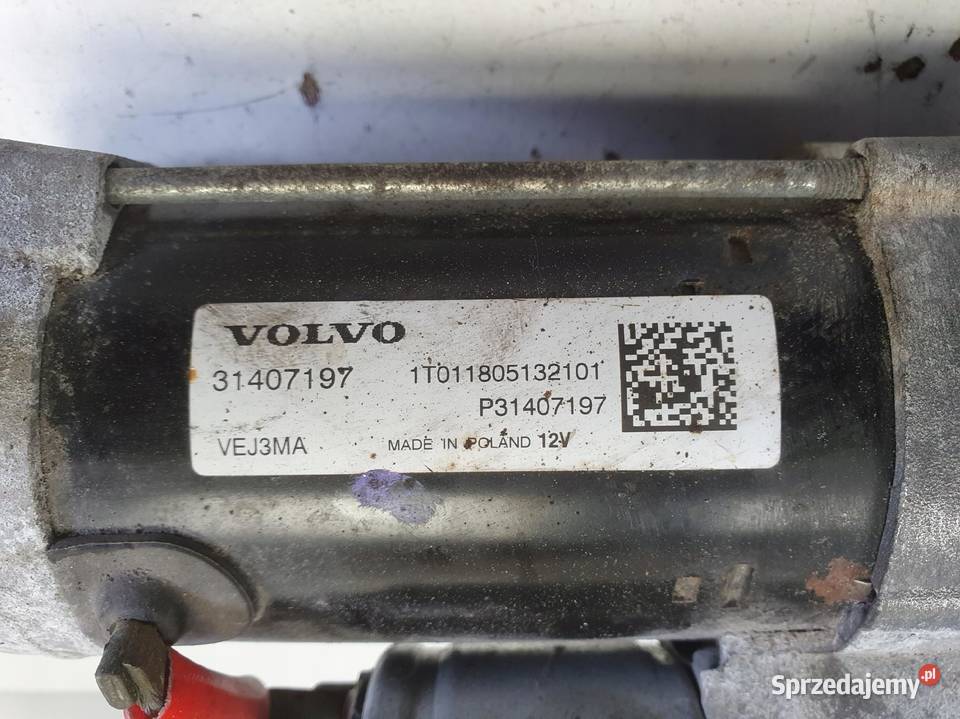 VOLVO
31407197 1T011805132101
P31407197
VEJ3MA MADE IN POLAND 12V
Sprzedajemy.pl